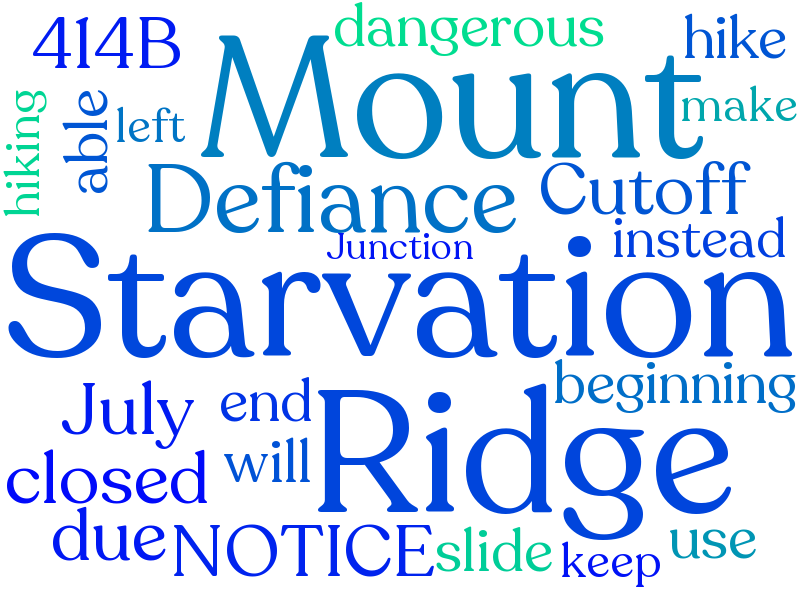 414B
dangerous
hike
Mount
make
hiking
able
left
Defiance
Cutoff
instead
Junction
Starvation
beginning
July
end
Ridge
will
closed
due
NOTICE
slide
keep
use